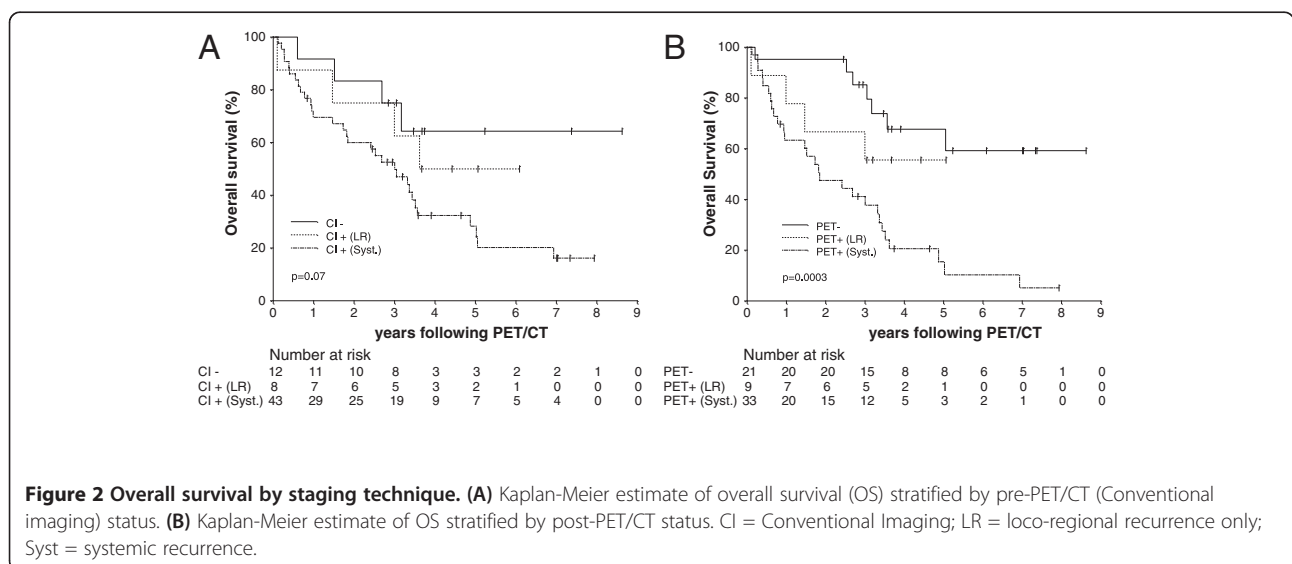 A
Overall survival (%)
100
80
60
40
20
0
CI -
CI + (LR)
CI + (Syst.)
p=0.07
0 1 2 3 4 5 6 7 8 9
years following PET/CT
Number at risk
CI - 12 11 10 8 3 3 2 2 1 0
CI + (LR) 8 7 6 5 3 2 1 0 0 0
CI + (Syst.) 43 29 25 19 9 7 5 4 0 0
B
Overall Survival (%)
100
80
60
40
20
0
PET-
PET+ (LR)
PET+ (Syst.)
p=0.0003
0 1 2 3 4 5 6 7 8 9
years following PET/CT
Number at risk
PET- 21 20 20 15 8 8 6 5 1 0
PET+ (LR) 9 7 6 5 2 1 0 0 0 0
PET+ (Syst.) 33 20 15 12 5 3 2 1 0 0
Figure 2 Overall survival by staging technique. (A) Kaplan-Meier estimate of overall survival (OS) stratified by pre-PET/CT (Conventional
imaging) status. (B) Kaplan-Meier estimate of OS stratified by post-PET/CT status. CI = Conventional Imaging; LR = loco-regional recurrence only;
Syst = systemic recurrence.